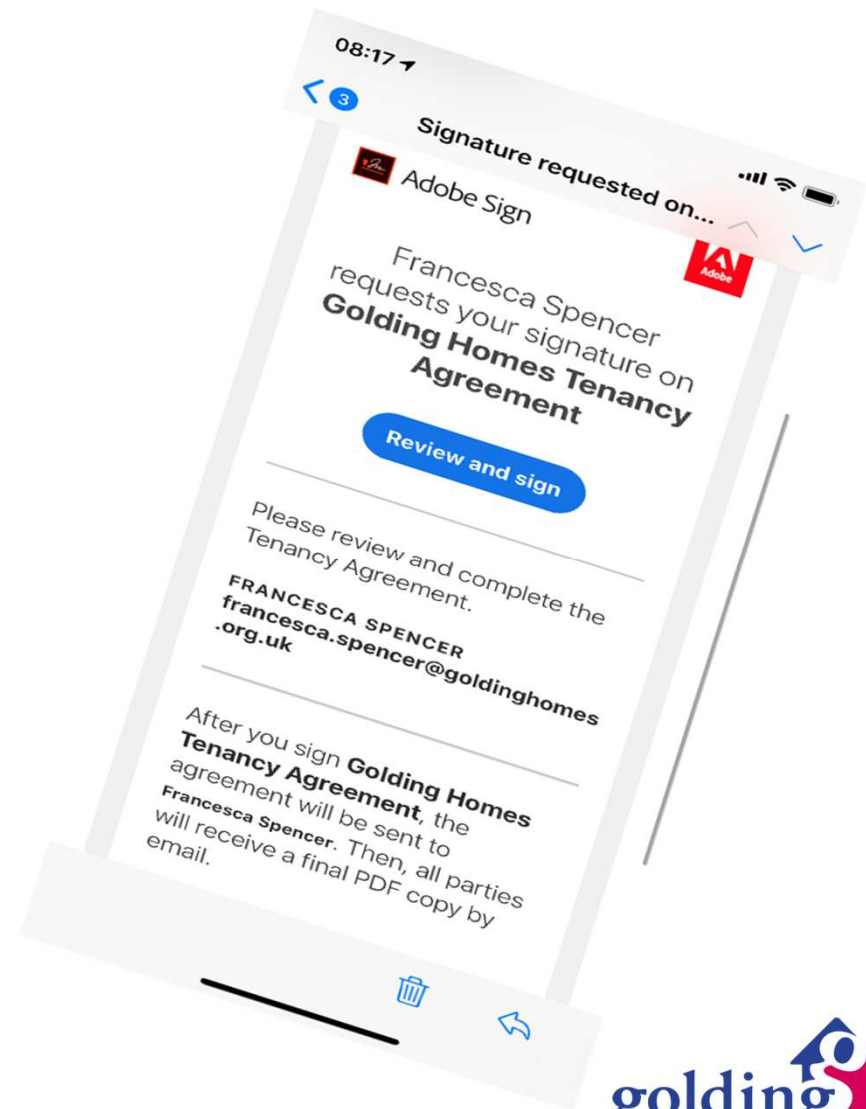 08:17
3
Signature requested on...
Adobe Sign
Adobe
Francesca Spencer
requests your signature on
Golding Homes Tenancy
Agreement
Review and sign
Please review and complete the
Tenancy Agreement.
FRANCESCA SPENCER
francesca.spencer@goldinghomes
.org.uk
After you sign Golding Homes
Tenancy Agreement, the
agreement will be sent to
Francesca Spencer. Then, all parties
will receive a final PDF copy by
email.
golding